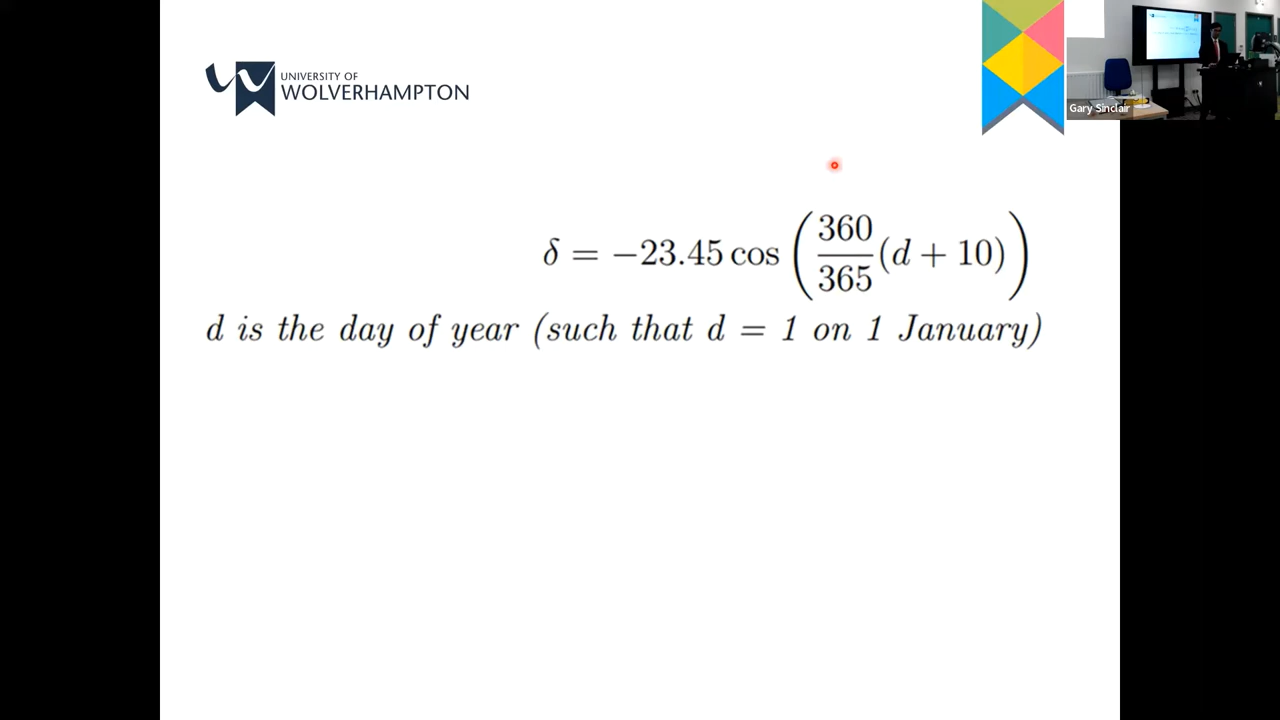 UNIVERSITY OF
WOLVERHAMPTON
Gary Sinclair
δ = −23.45 cos (360/365 (d + 10))
d is the day of year (such that d = 1 on 1 January)